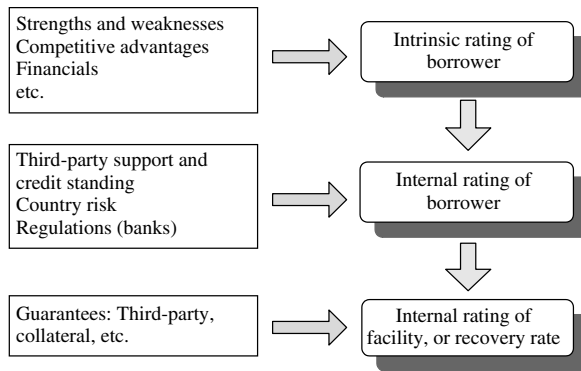 Strengths and weaknesses
Competitive advantages
Financials
etc.
Intrinsic rating of
borrower
Third-party support and
credit standing
Country risk
Regulations (banks)
Internal rating of
borrower
Guarantees: Third-party,
collateral, etc.
Internal rating of
facility, or recovery rate